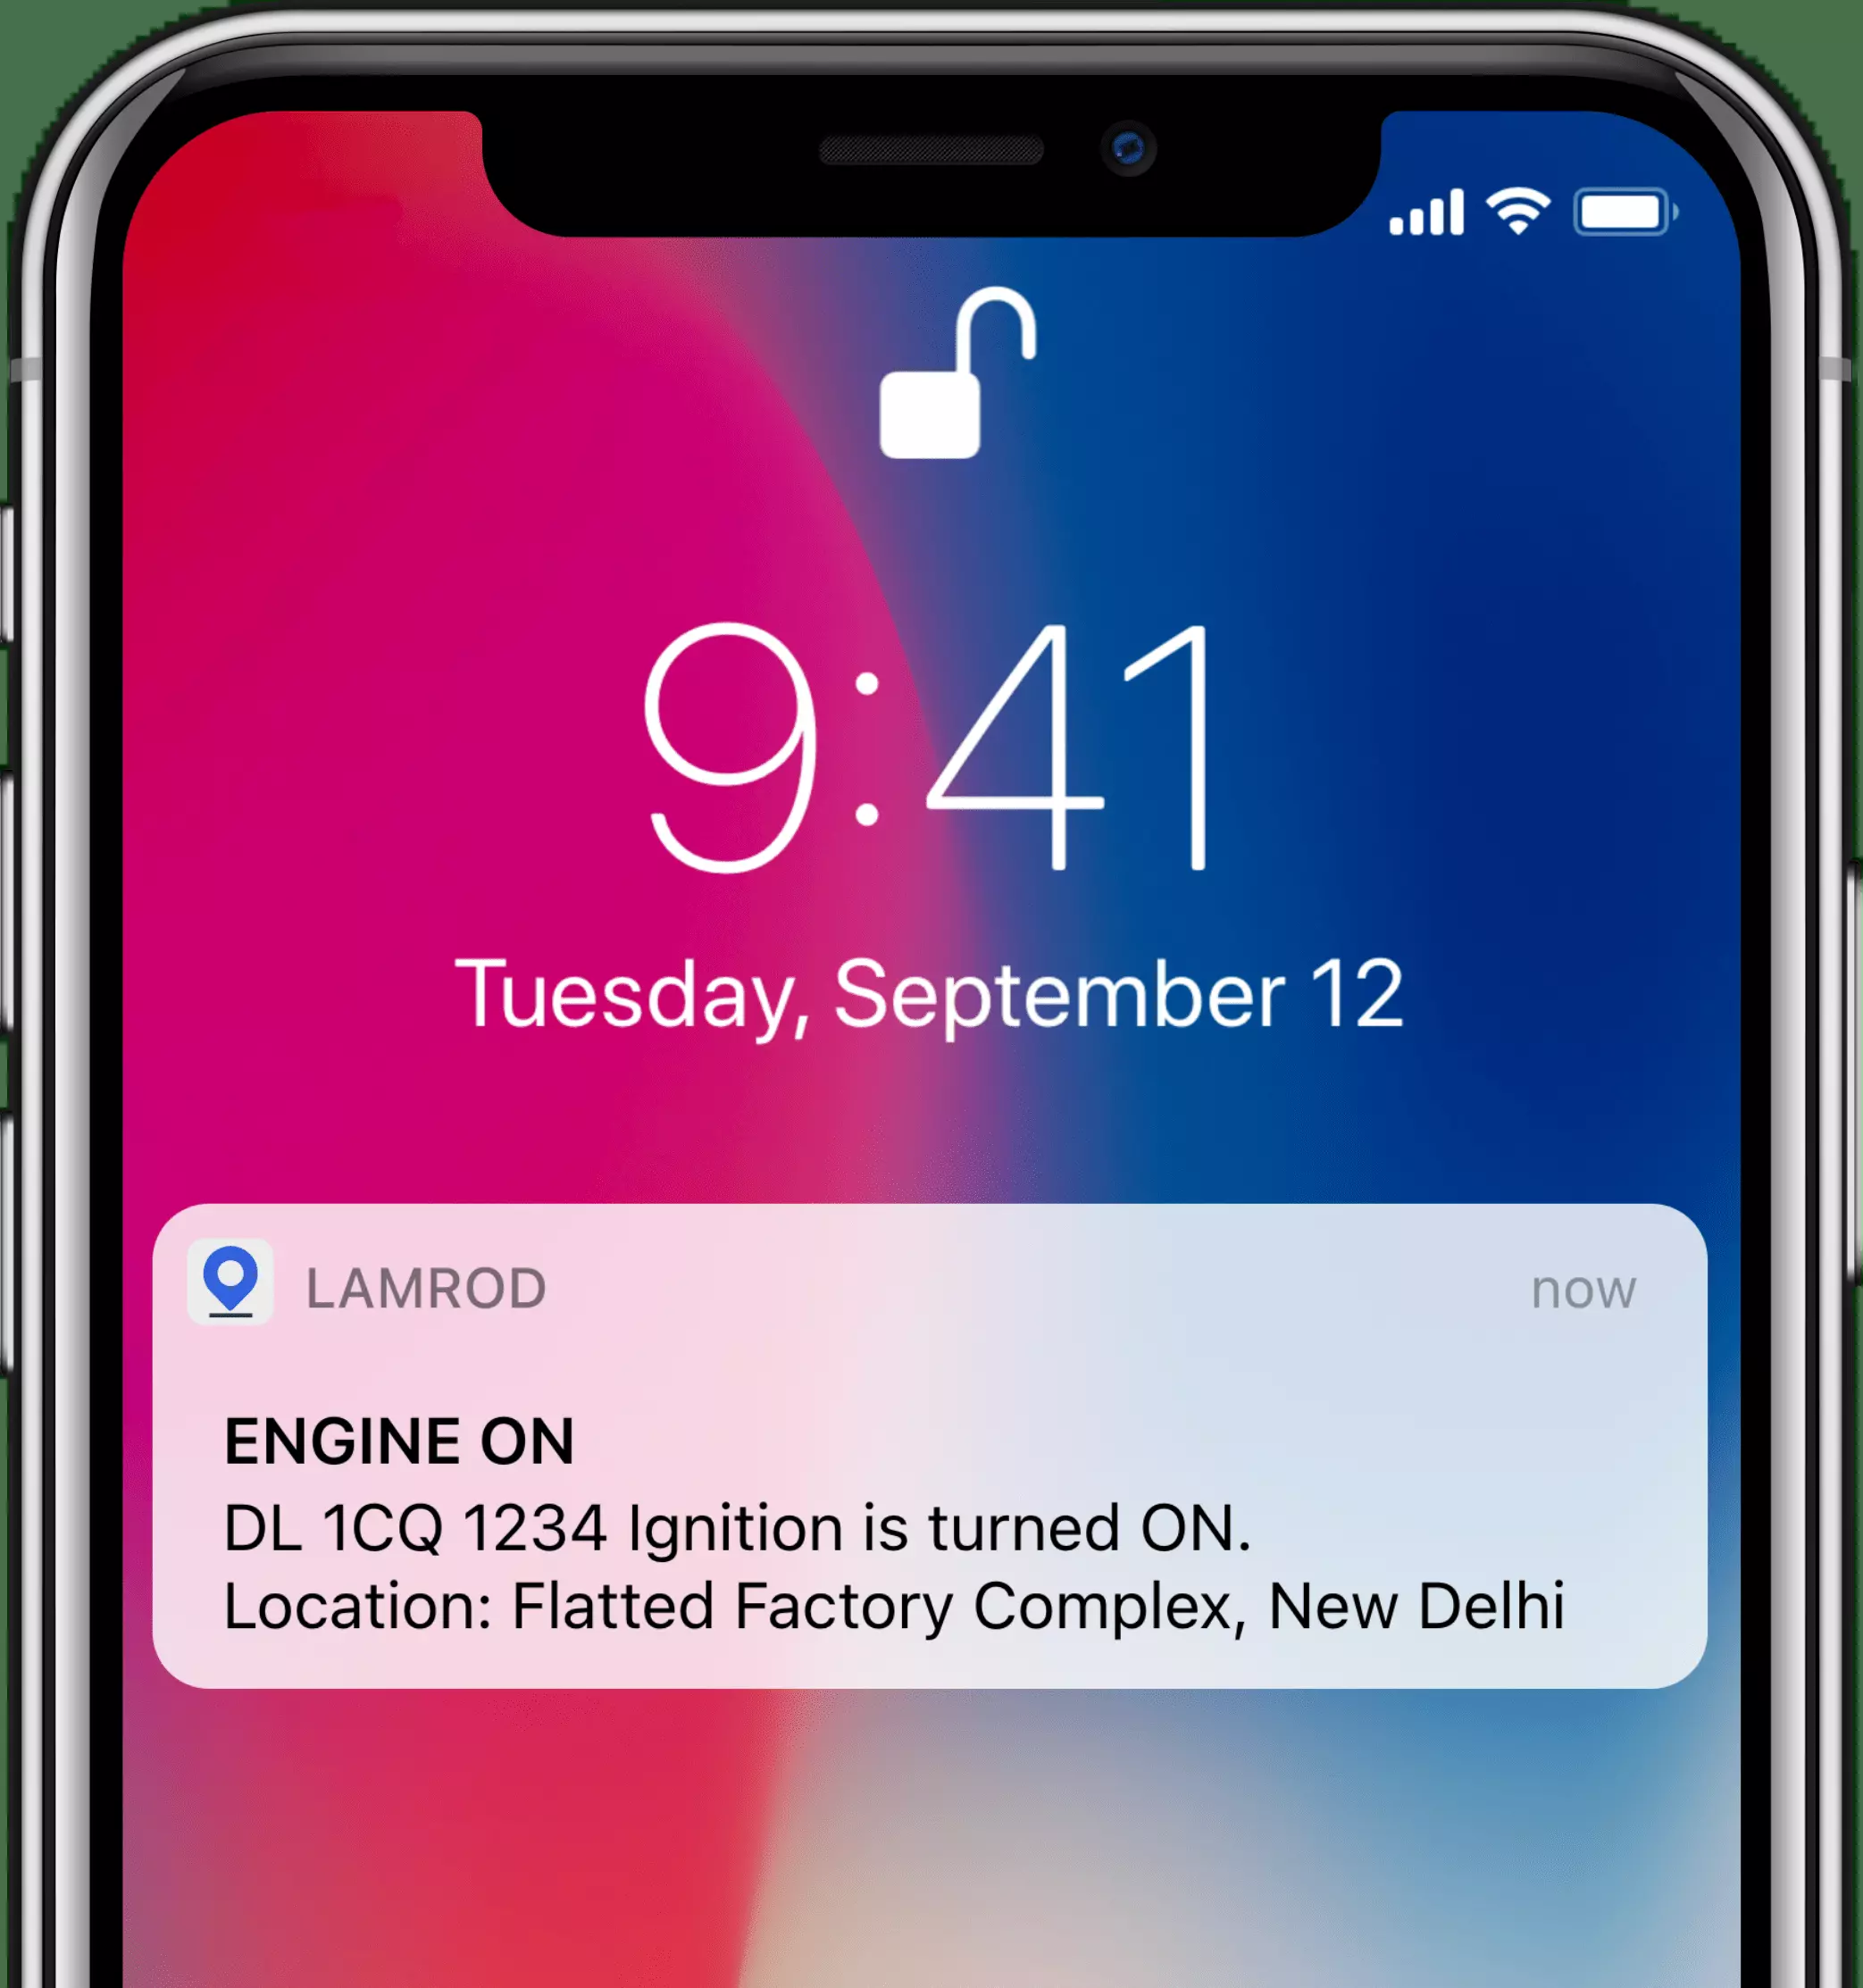 9:41
Tuesday, September 12
LAMROD
now
ENGINE ON
DL 1CQ 1234 Ignition is turned ON.
Location: Flatted Factory Complex, New Delhi